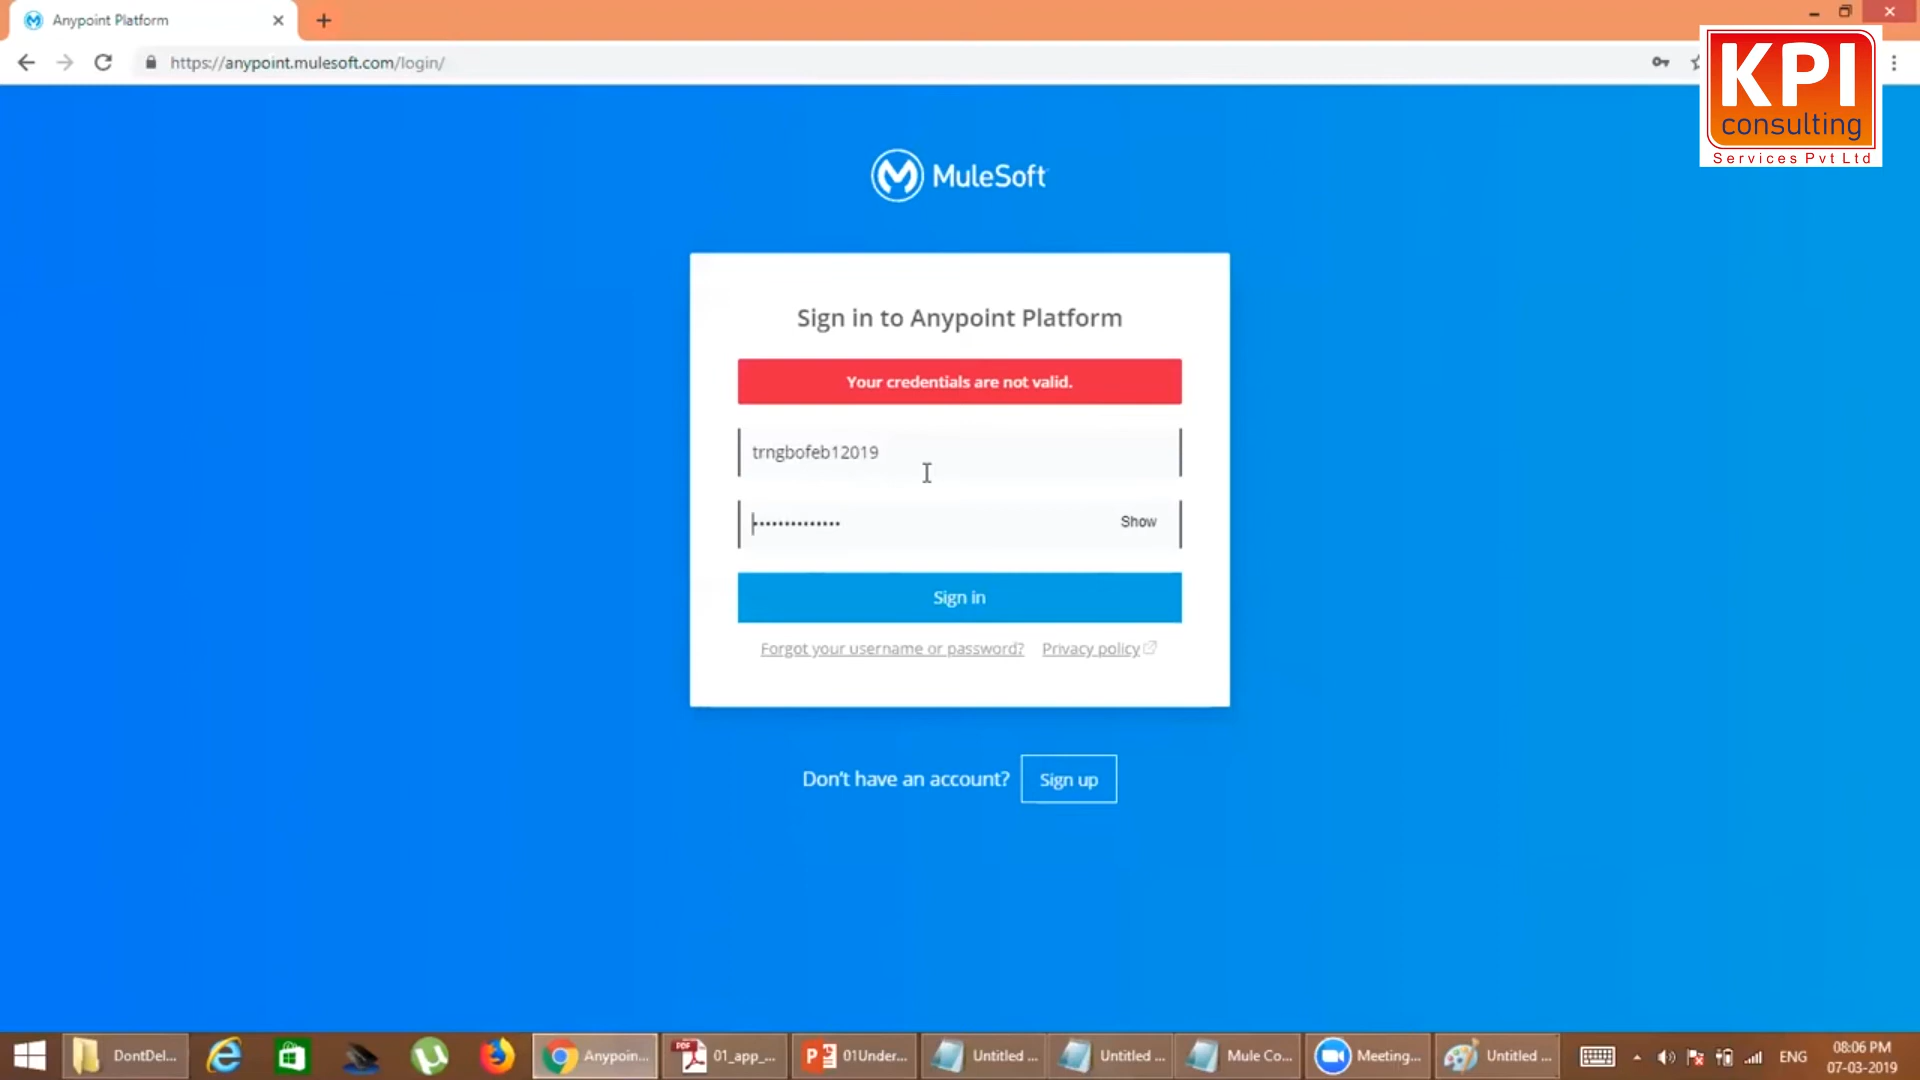 Anypoint Platform
https://anypoint.mulesoft.com/login/
KPI
consulting
Services Pvt Ltd
MuleSoft
Sign in to Anypoint Platform
Your credentials are not valid.
trngbofeb12019
•••••••••••••• Show
Sign in
Forgot your username or password? Privacy policy
Don't have an account? Sign up
DontDel... Anypoin... 01_app_... 01Under... Untitled ... Untitled ... Mule Co... Meeting... Untitled ... ENG 08:06 PM
07-03-2019